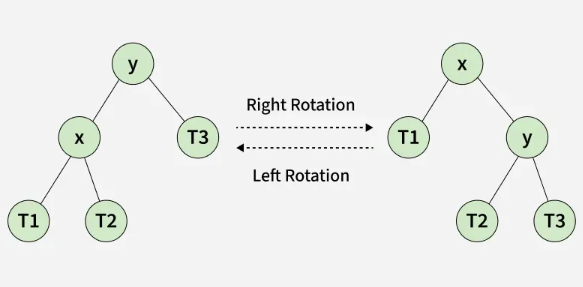 y
x
x
T3
T1
T2
Right Rotation
Left Rotation
T1
y
T2
T3